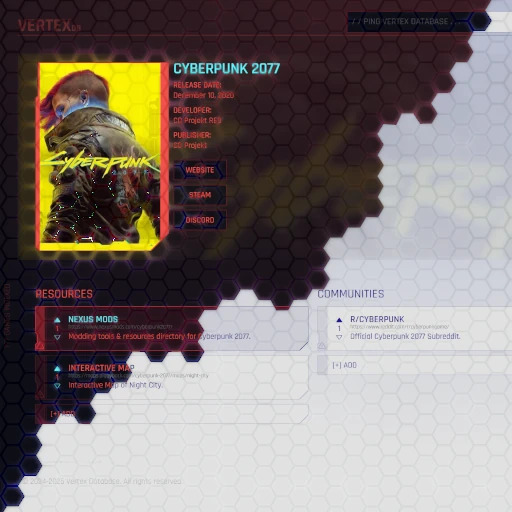 VERTEX
// PING VERTEX DATABASE .
CYBERPUNK 2077
RELEASE DATE:
December 10, 2020
DEVELOPER:
CD Projekt RED
PUBLISHER:
CD Projekt
CYBERPUNK
WEBSITE
STEAM
DISCORD
RESOURCES
NEXUS MODS
1
Modding tools & resources directory for Cyberpunk 2077.
INTERACTIVE MAP
1
Interactive Map of Night City.
[+] ADD
COMMUNITIES
R/CYBERPUNK
1
Official Cyberpunk 2077 Subreddit.
[+] ADD
Vertex Database. All rights reserved.